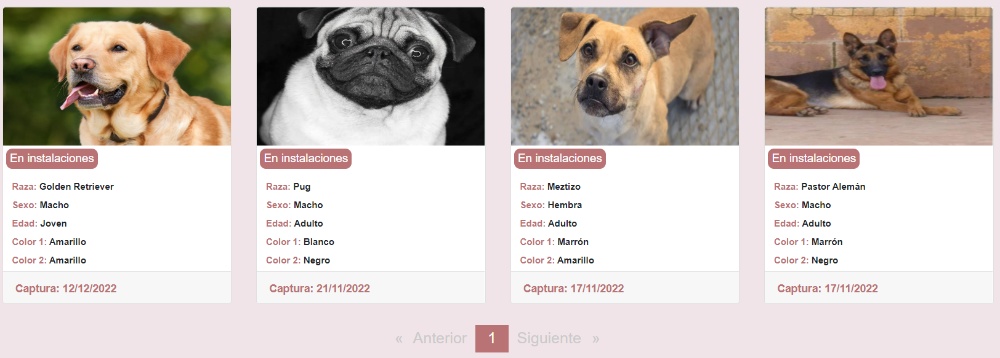 En instalaciones
Raza: Golden Retriever
Sexo: Macho
Edad: Joven
Color 1: Amarillo
Color 2: Amarillo
Captura: 12/12/2022
En instalaciones
Raza: Pug
Sexo: Macho
Edad: Adulto
Color 1: Blanco
Color 2: Negro
Captura: 21/11/2022
En instalaciones
Raza: Meztizo
Sexo: Hembra
Edad: Adulto
Color 1: Marrón
Color 2: Amarillo
Captura: 17/11/2022
En instalaciones
Raza: Pastor Alemán
Sexo: Macho
Edad: Adulto
Color 1: Marrón
Color 2: Negro
Captura: 17/11/2022
« Anterior 1 Siguiente »